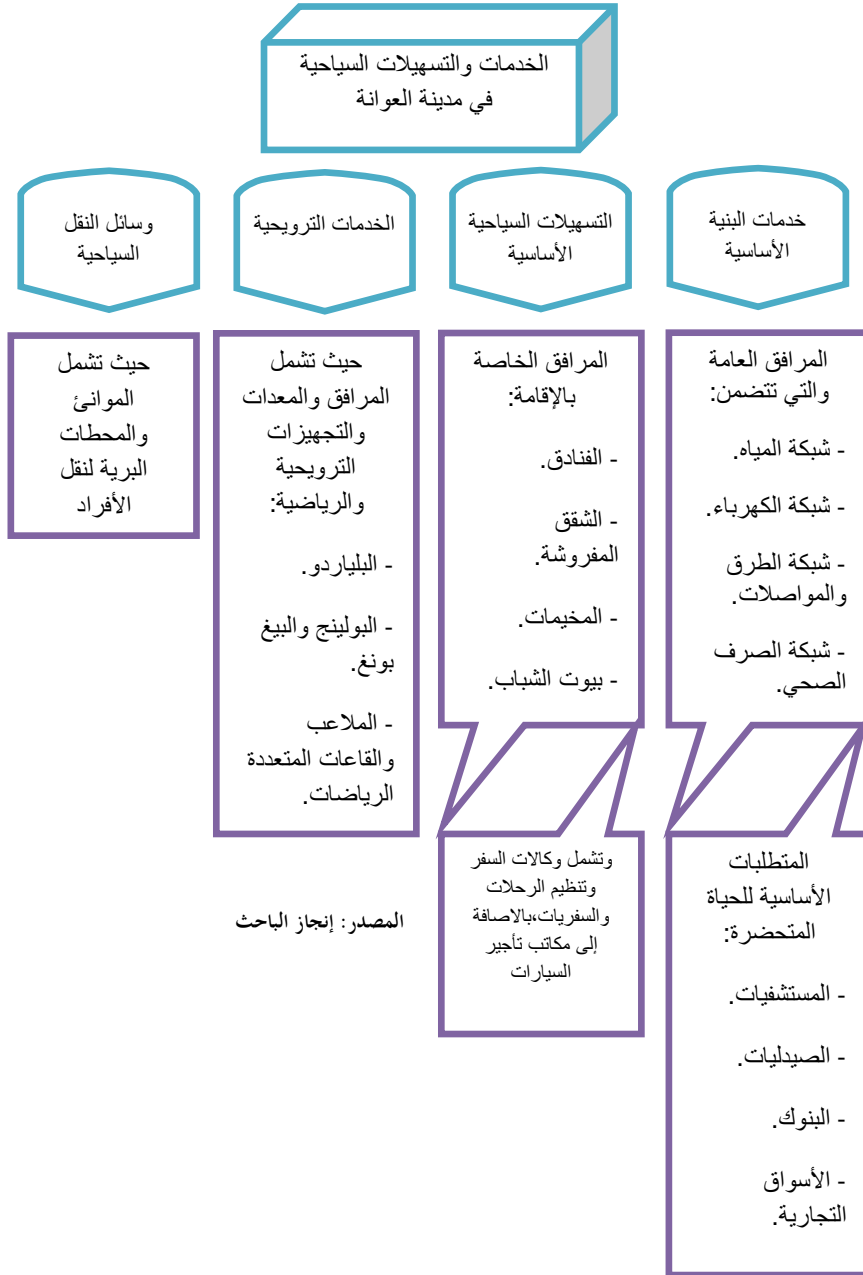 الخدمات والتسهيلات السياحية
في مدينة العوانة
خدمات البنية
الأساسية
التسهيلات السياحية
الأساسية
الخدمات الترويحية
وسائل النقل
السياحية
المرافق العامة
والتي تتضمن:
- شبكة المياه.
- شبكة الكهرباء.
- شبكة الطرق
والمواصلات.
- شبكة الصرف
الصحي.
المرافق الخاصة
بالإقامة:
- الفنادق.
- الشقق
المفروشة.
- المخيمات.
- بيوت الشباب.
حيث تشمل
المرافق والمعدات
والتجهيزات
الترويحية
والرياضية:
- البلياردو.
- البولينج والبيغ
بونغ.
- الملاعب
والقاعات المتعددة
الرياضات.
حيث تشمل
الموانئ
والمحطات
البرية لنقل
الأفراد
المتطلبات
الأساسية للحياة
المتحضرة:
- المستشفيات.
- الصيدليات.
- البنوك.
- الأسواق
التجارية.
وتشمل وكالات السفر
وتنظيم الرحلات
والسفريات،بالاصافة
إلى مكاتب تأجير
السيارات
المصدر: إنجاز الباحث